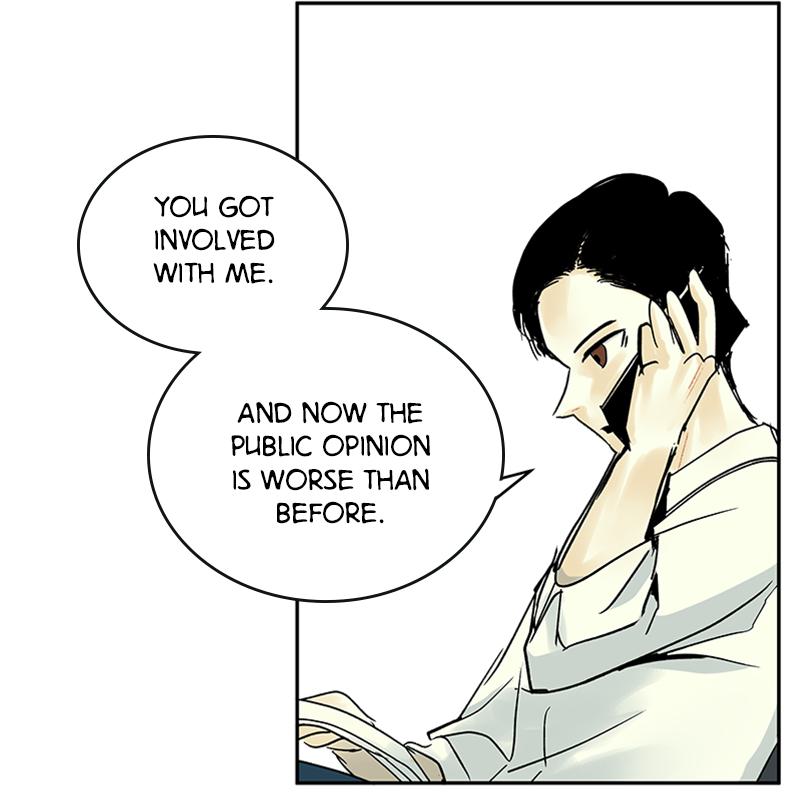 YOU GOT
INVOLVED
WITH ME.
AND NOW THE
PUBLIC OPINION
IS WORSE THAN
BEFORE.